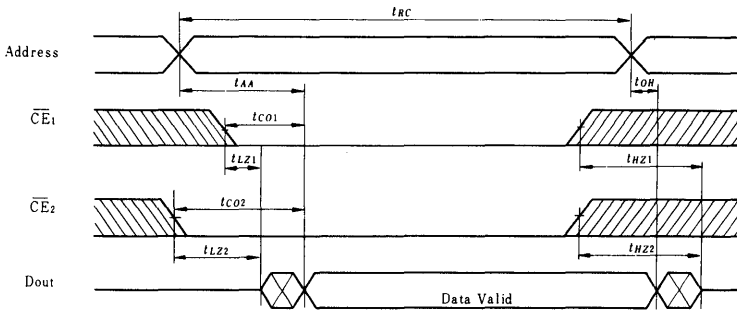 tRC
Address
tAA
tOH
CE1
tCO1
tLZ1
tHZ1
CE2
tCO2
tLZ2
tHZ2
Dout
Data Valid